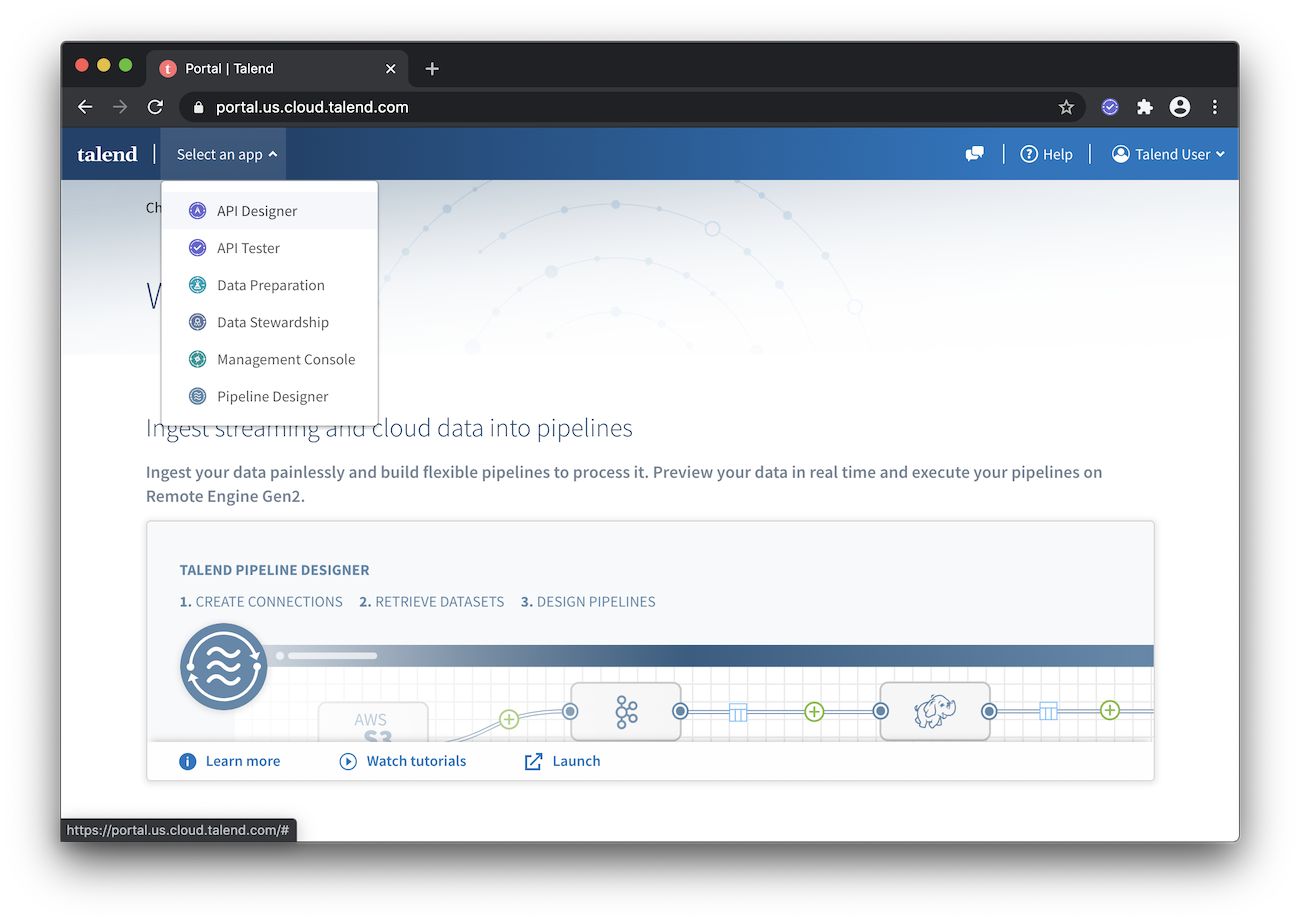 Portal | Talend
portal.us.cloud.talend.com
talend
Select an app
Help
Talend User
Ch
API Designer
API Tester
Data Preparation
W
Data Stewardship
Management Console
Pipeline Designer
Ingest streaming and cloud data into pipelines
Ingest your data painlessly and build flexible pipelines to process it. Preview your data in real time and execute your pipelines on
Remote Engine Gen2.
TALEND PIPELINE DESIGNER
1. CREATE CONNECTIONS 2. RETRIEVE DATASETS 3. DESIGN PIPELINES
AWS
S3
Learn more
Watch tutorials
Launch
https://portal.us.cloud.talend.com/#